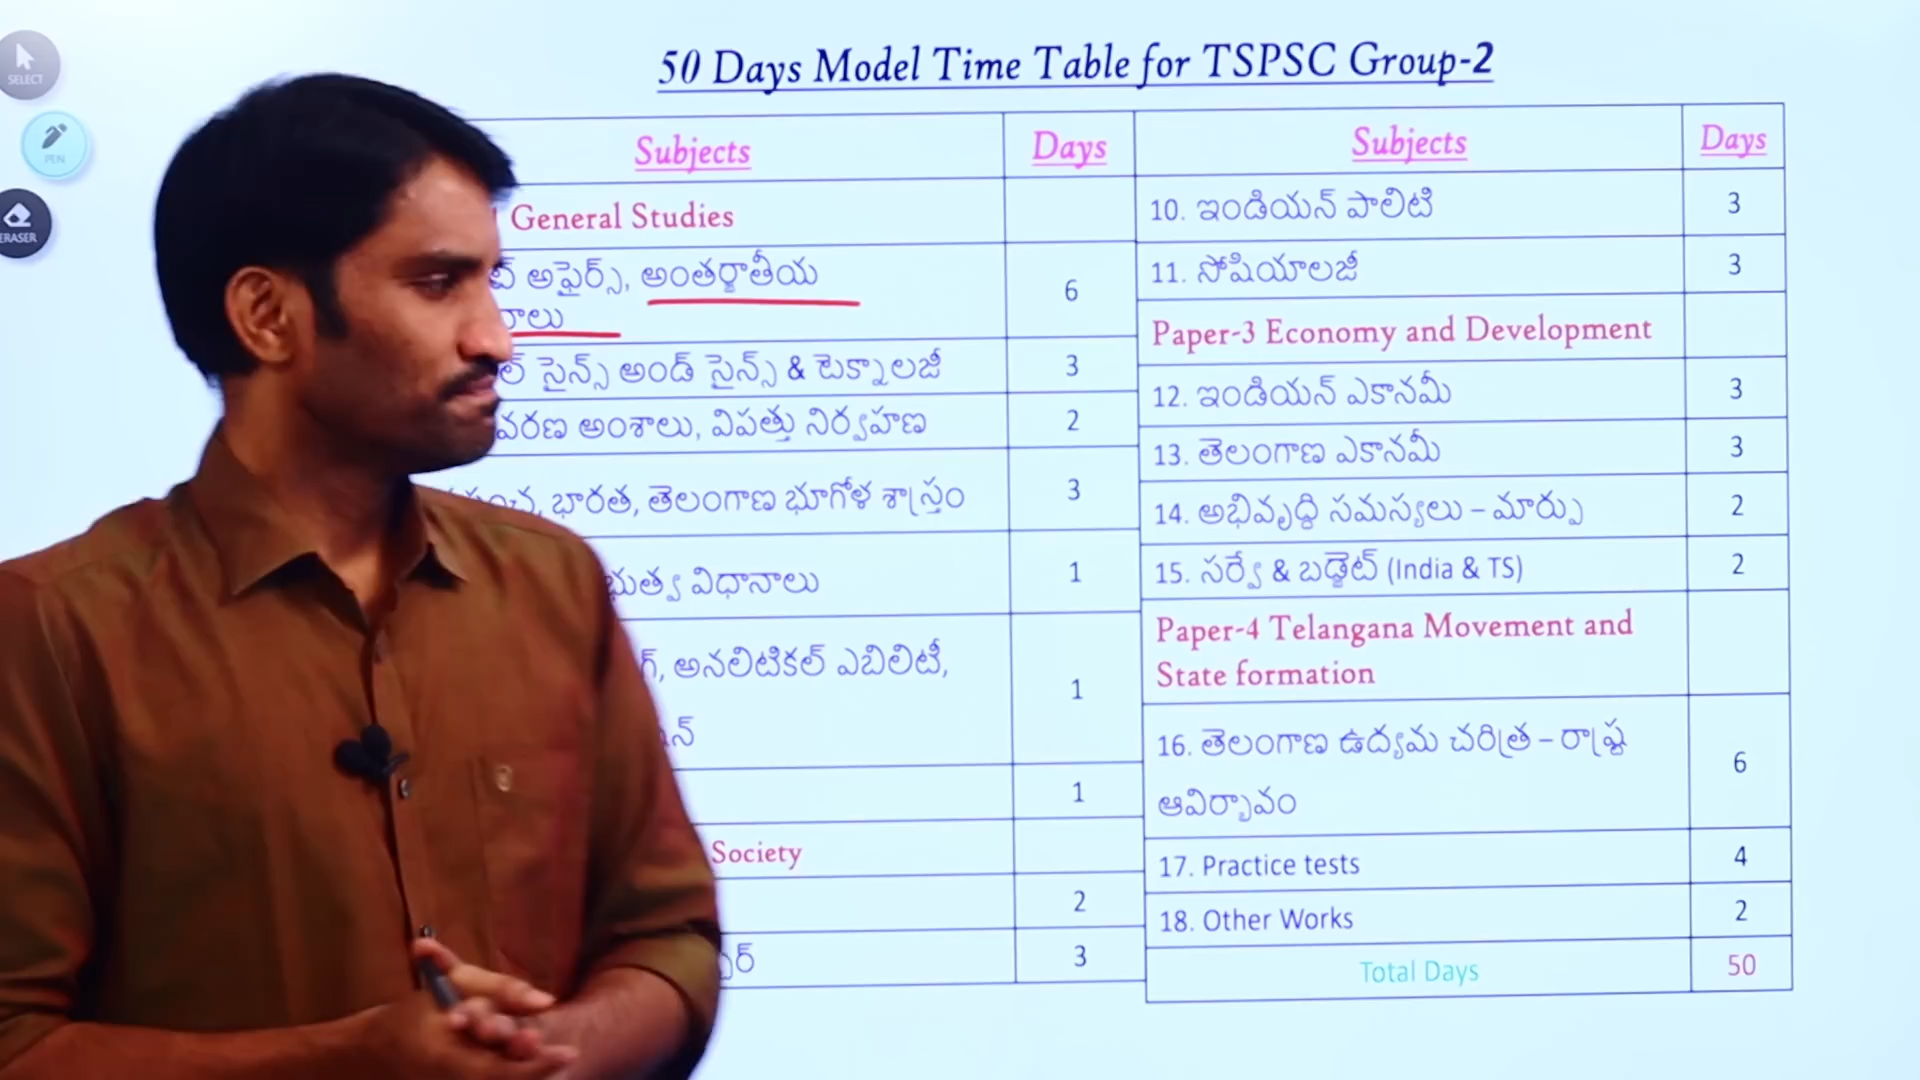 SELECT
PEN
ERASER
50 Days Model Time Table for TSPSC Group-2
Subjects
Days
General Studies
అఫైర్స్, అంతర్జాతీయ
6
సైన్స్ అండ్ సైన్స్ & టెక్నాలజీ
3
అంశాలు, విపత్తు నిర్వహణ
2
భారత, తెలంగాణ భూగోళ శాస్త్రం
3
విధానాలు
1
అనలిటికల్ ఎబిలిటీ,
1
1
Society
2
3
Subjects
Days
10. ఇండియన్ పాలిటి
3
11. సోషియాలజీ
3
Paper-3 Economy and Development
12. ఇండియన్ ఎకానమీ
3
13. తెలంగాణ ఎకానమీ
3
14. అభివృద్ధి సమస్యలు – మార్పు
2
15. సర్వే & బడ్జెట్ (India & TS)
2
Paper-4 Telangana Movement and
State formation
16. తెలంగాణ ఉద్యమ చరిత్ర – రాష్ట్ర
ఆవిర్భావం
6
17. Practice tests
4
18. Other Works
2
Total Days
50